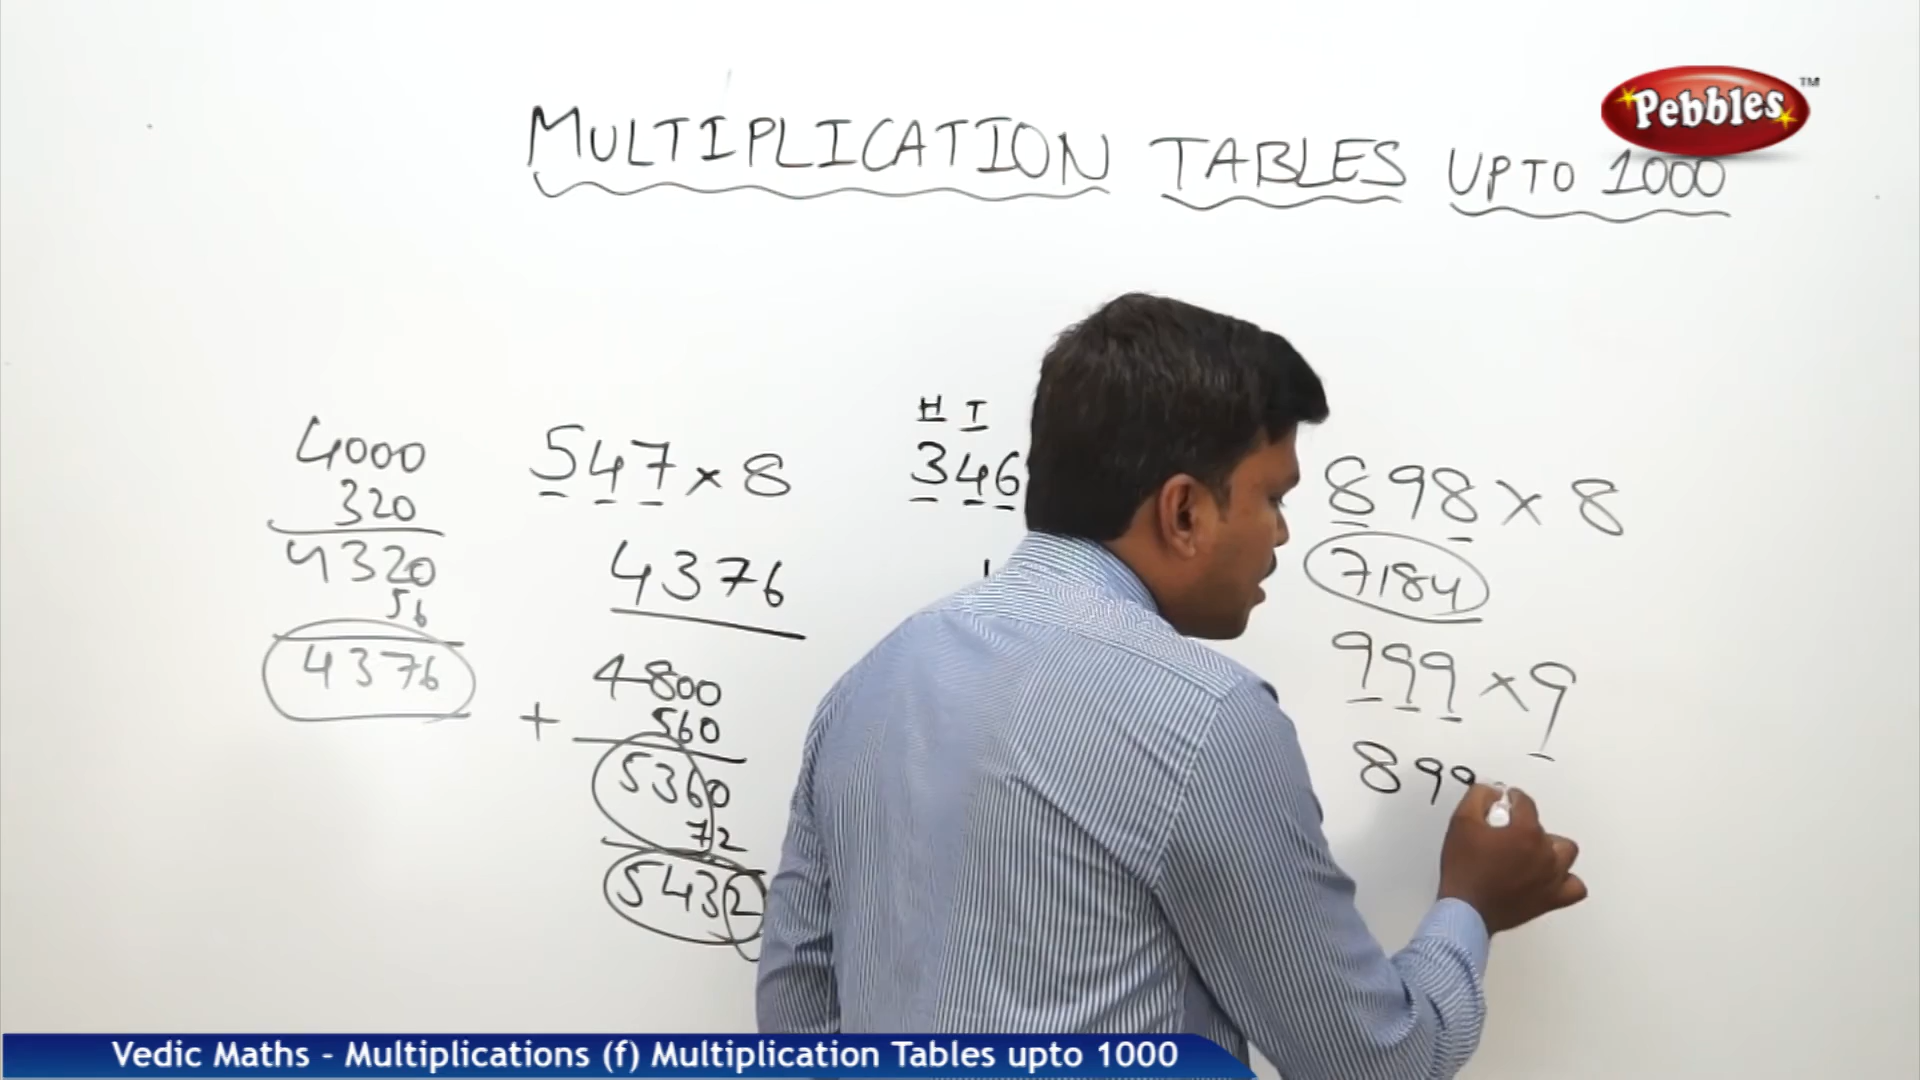 Pebbles™
MULTIPLICATION TABLES UPTO 1000
4000
320
4320
56
4376
547 × 8
4376
4800
+ 560
5360
72
5432
H T
346
898 × 8
7184
999 × 9
899
Vedic Maths - Multiplications (f) Multiplication Tables upto 1000